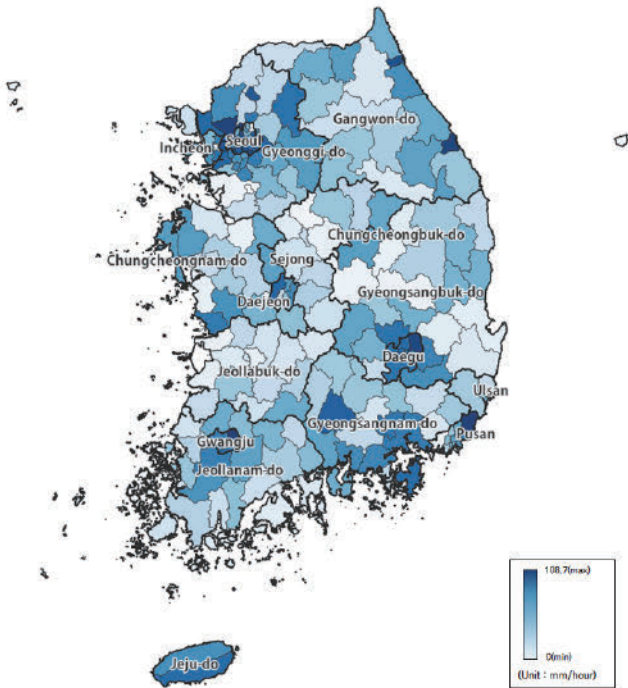 Gangwon-do
Incheon
Seoul
Gyeonggi-do
Chungcheongbuk-do
Chungcheongnam-do
Sejong
Gyeongsangbuk-do
Daejeon
Daegu
Jeollabuk-do
Ulsan
Gyeongsangnam-do
Pusan
Gwangju
Jeollanam-do
Jeju-do
108.7(max)
0(min)
(Unit : mm/hour)